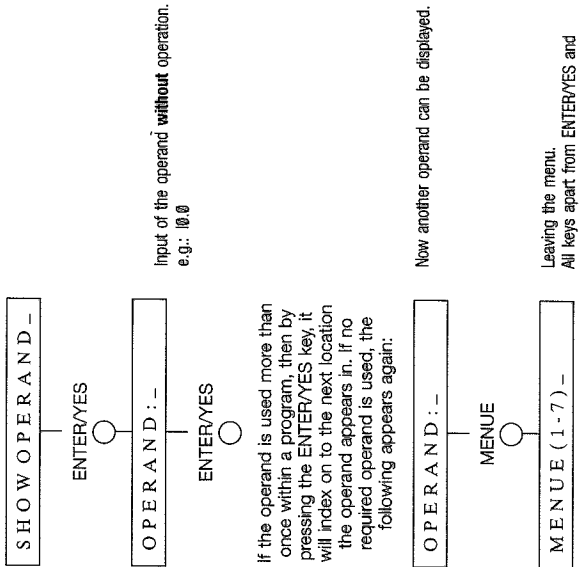 SHOWOPERAND_
ENTER/YES
OPERAND:_
Input of the operand without operation.
e.g.: I0.0
ENTER/YES
If the operand is used more than
once within a program, then by
pressing the ENTER/YES key, it
will index on to the next location
the operand appears in. If no
required operand is used, the
following appears again:
OPERAND:_
Now another operand can be displayed.
MENUE
MENUE(1-7)_
Leaving the menu.
All keys apart from ENTER/YES and